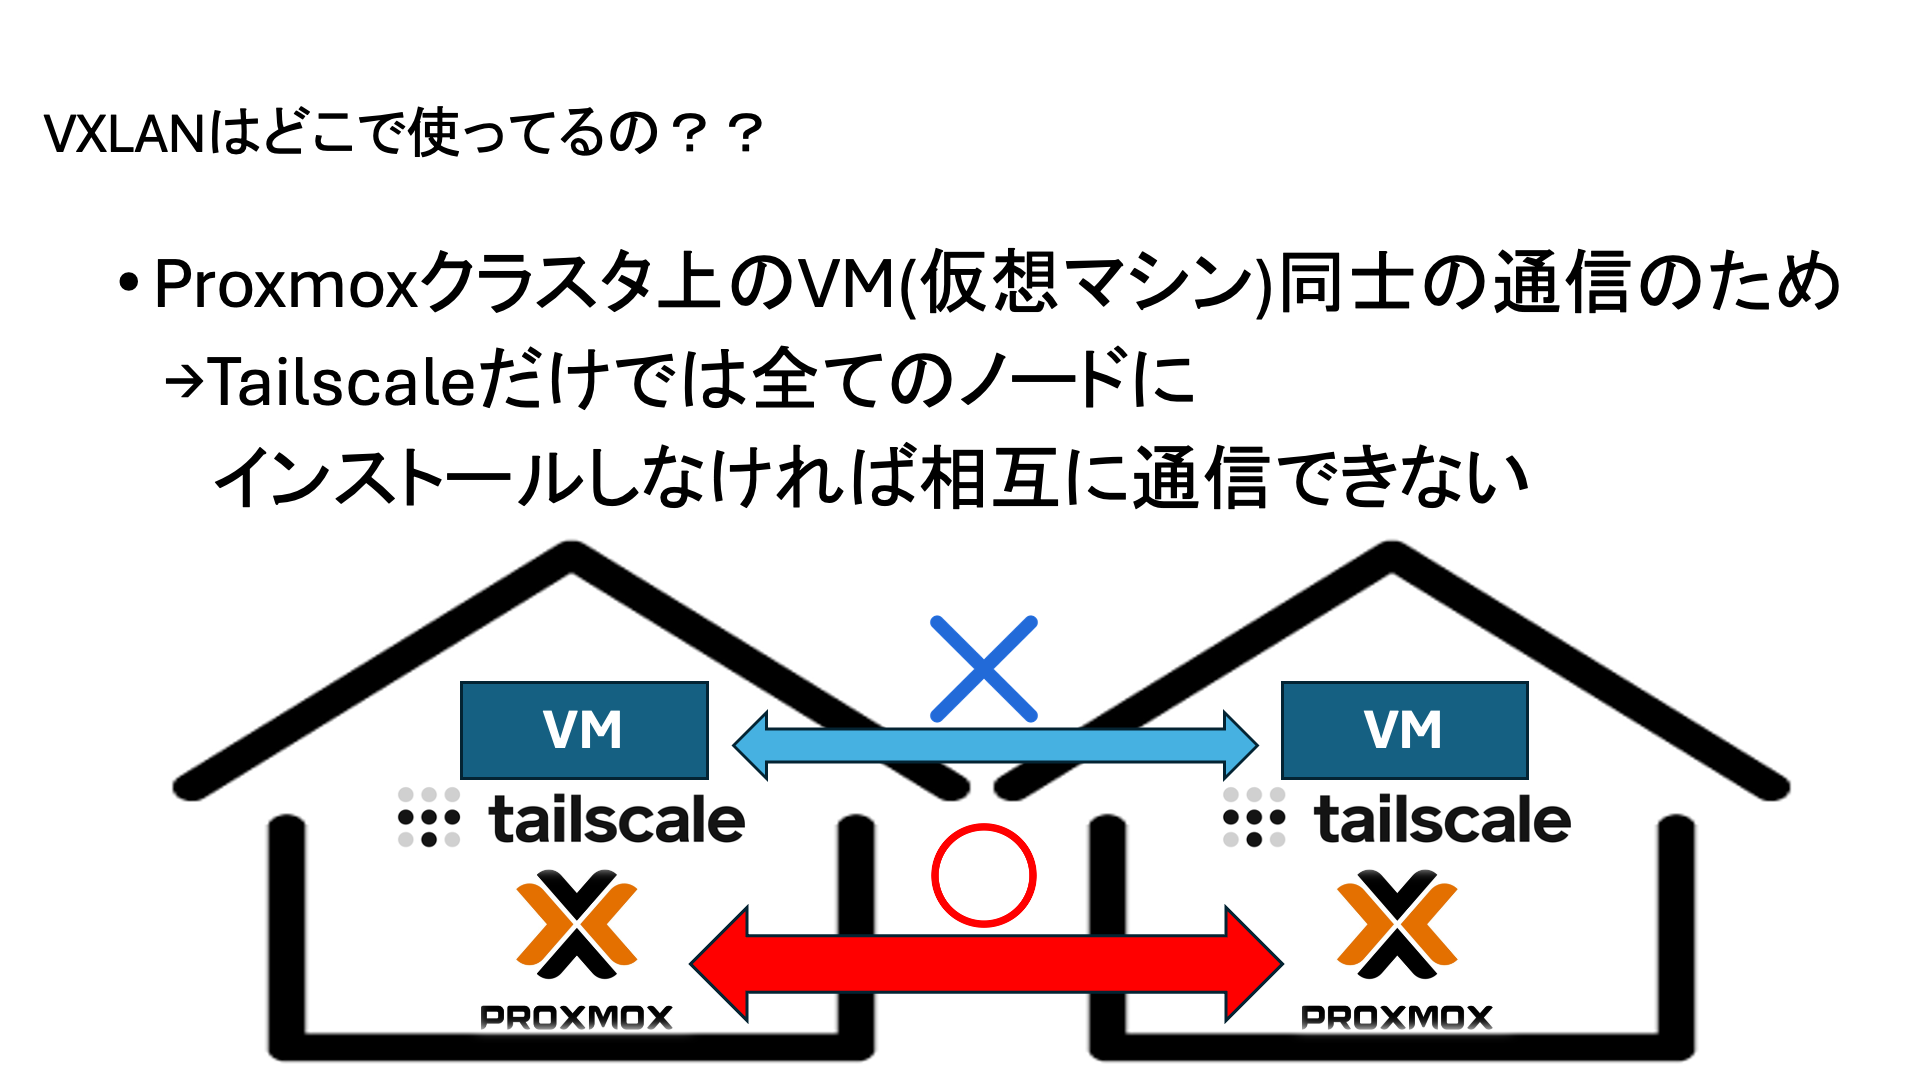 VXLANはどこで使ってるの？？
•Proxmoxクラスタ上のVM(仮想マシン)同士の通信のため
→Tailscaleだけでは全てのノードに
インストールしなければ相互に通信できない
VM
VM
tailscale
tailscale
PROXMOX
PROXMOX